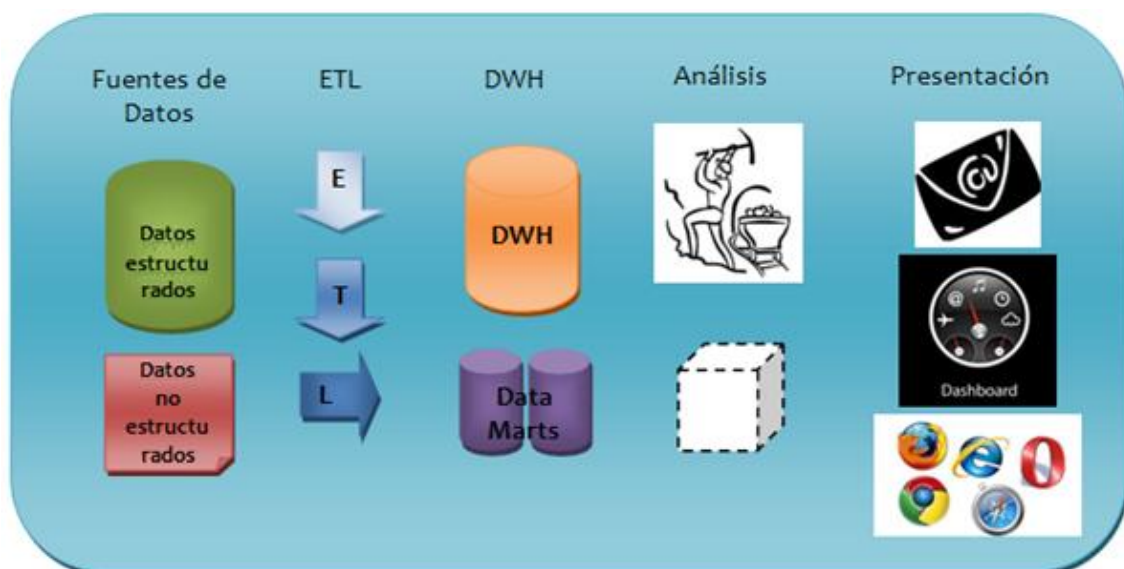 Fuentes de
Datos
Datos
estructu
rados
Datos
no
estructu
rados
ETL
E
T
L
DWH
DWH
Data
Marts
Análisis
Presentación
@
@
Dashboard